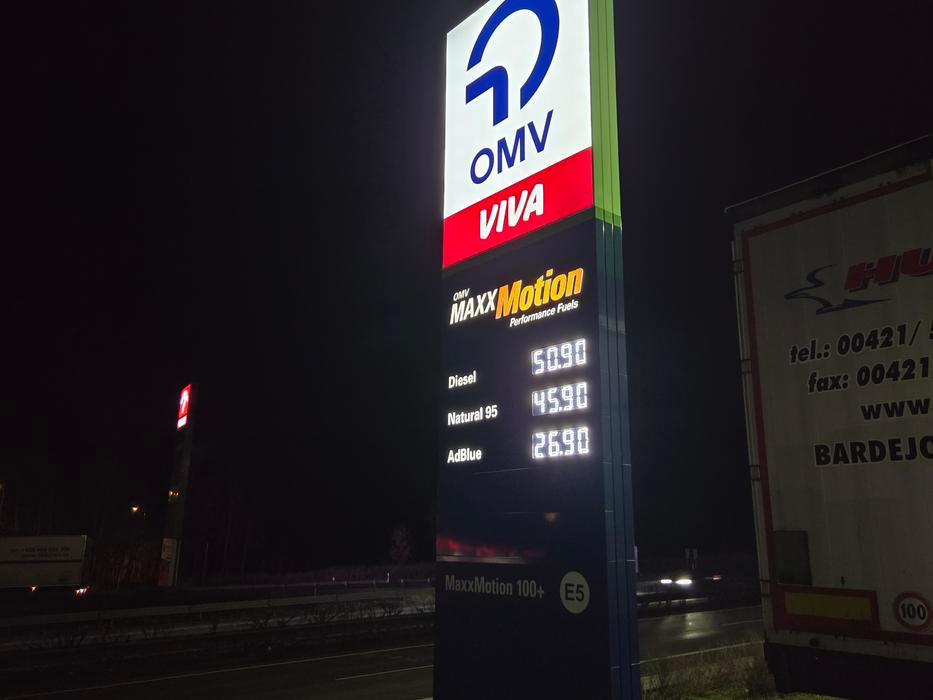 OMV
VIVA
OMV
MAXXMotion
Performance Fuels
Diesel 50.90
Natural 95 45.90
AdBlue 26.90
MaxxMotion 100+ E5
tel.: 00421/
fax: 00421
www
BARDEJO
100